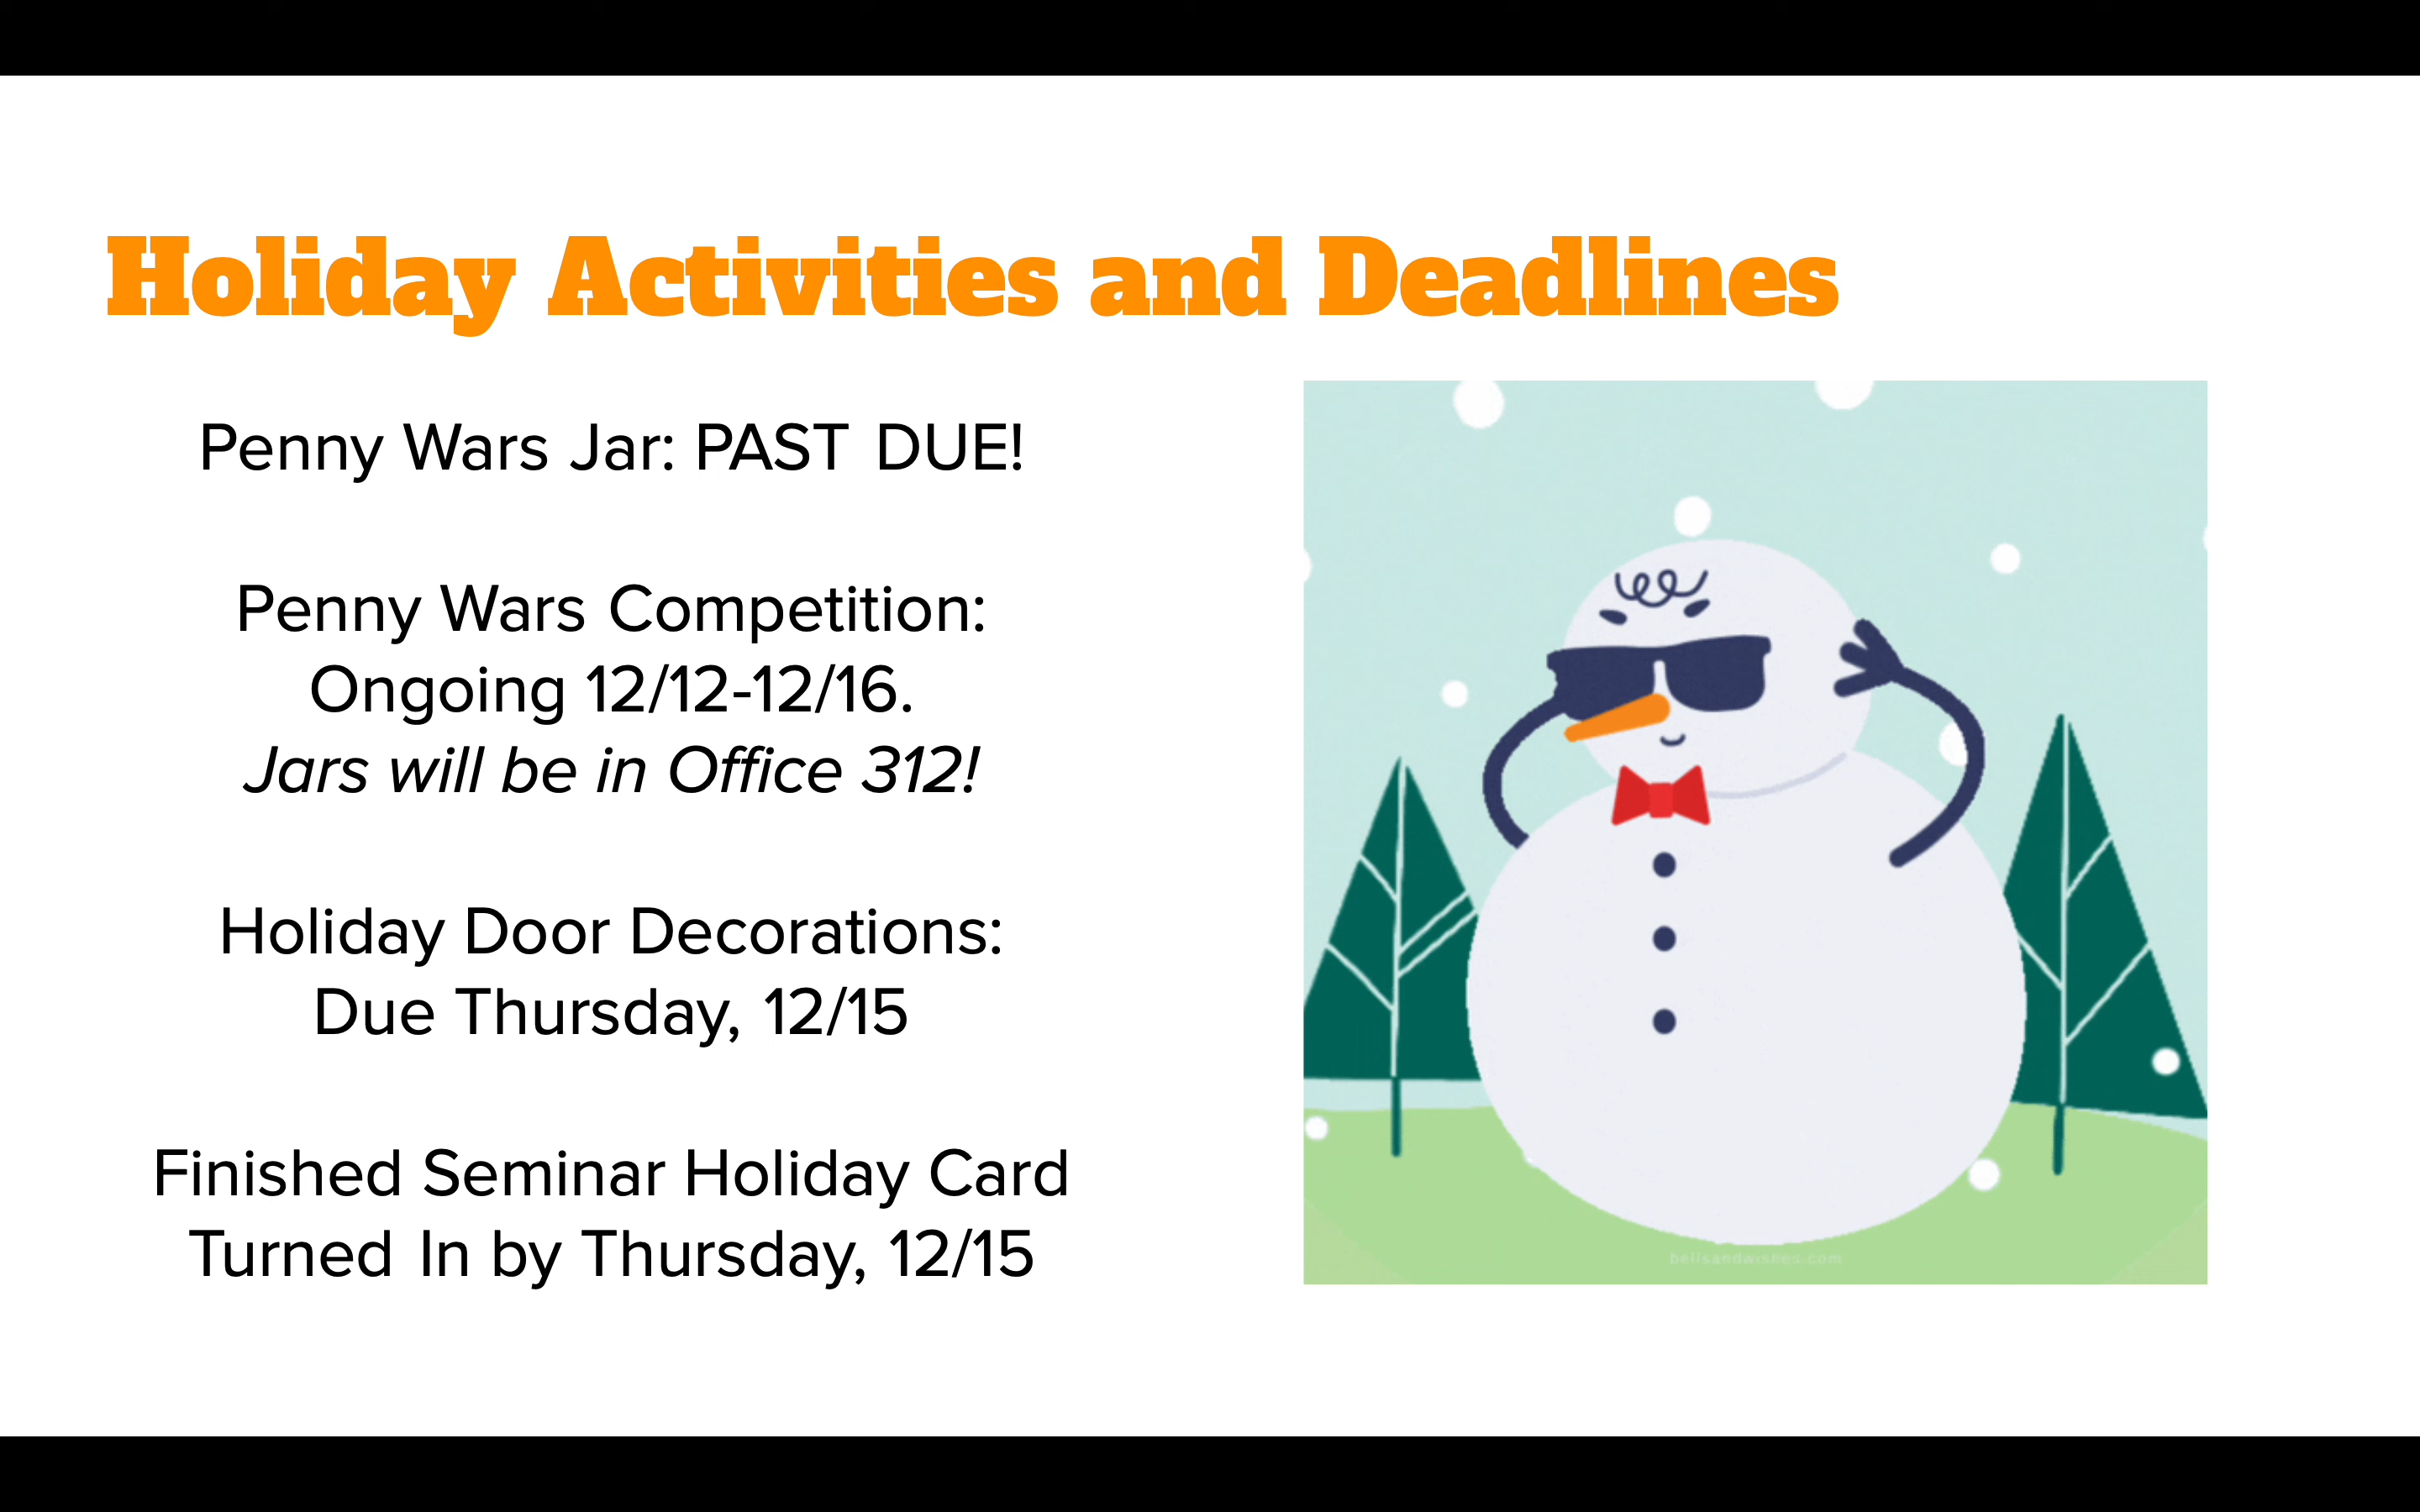 Holiday Activities and Deadlines
Penny Wars Jar: PAST DUE!
Penny Wars Competition:
Ongoing 12/12-12/16.
Jars will be in Office 312!
Holiday Door Decorations:
Due Thursday, 12/15
Finished Seminar Holiday Card
Turned In by Thursday, 12/15
bellsandwishes.com